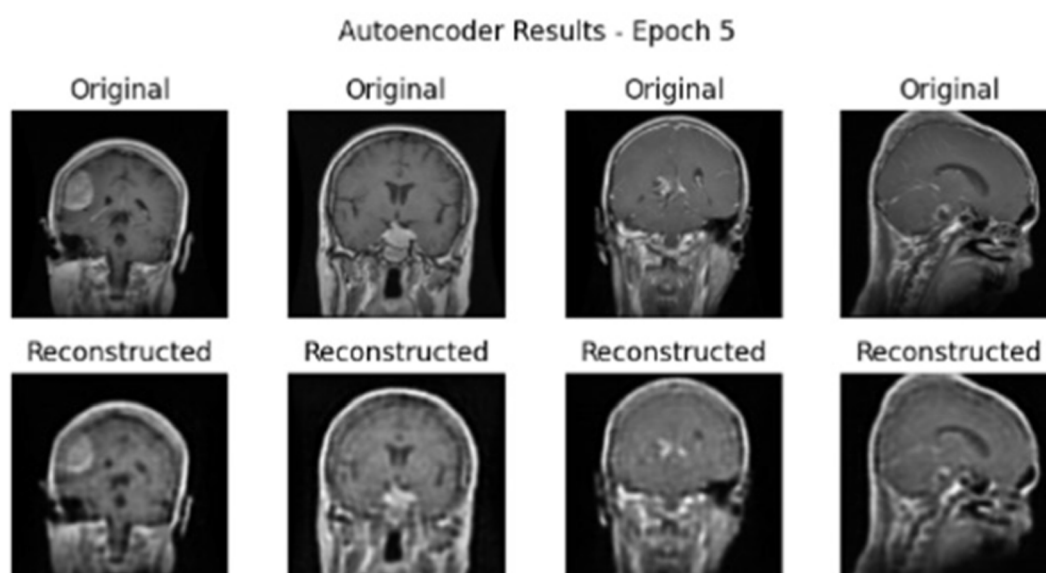 Autoencoder Results - Epoch 5
Original Original Original Original
Reconstructed Reconstructed Reconstructed Reconstructed